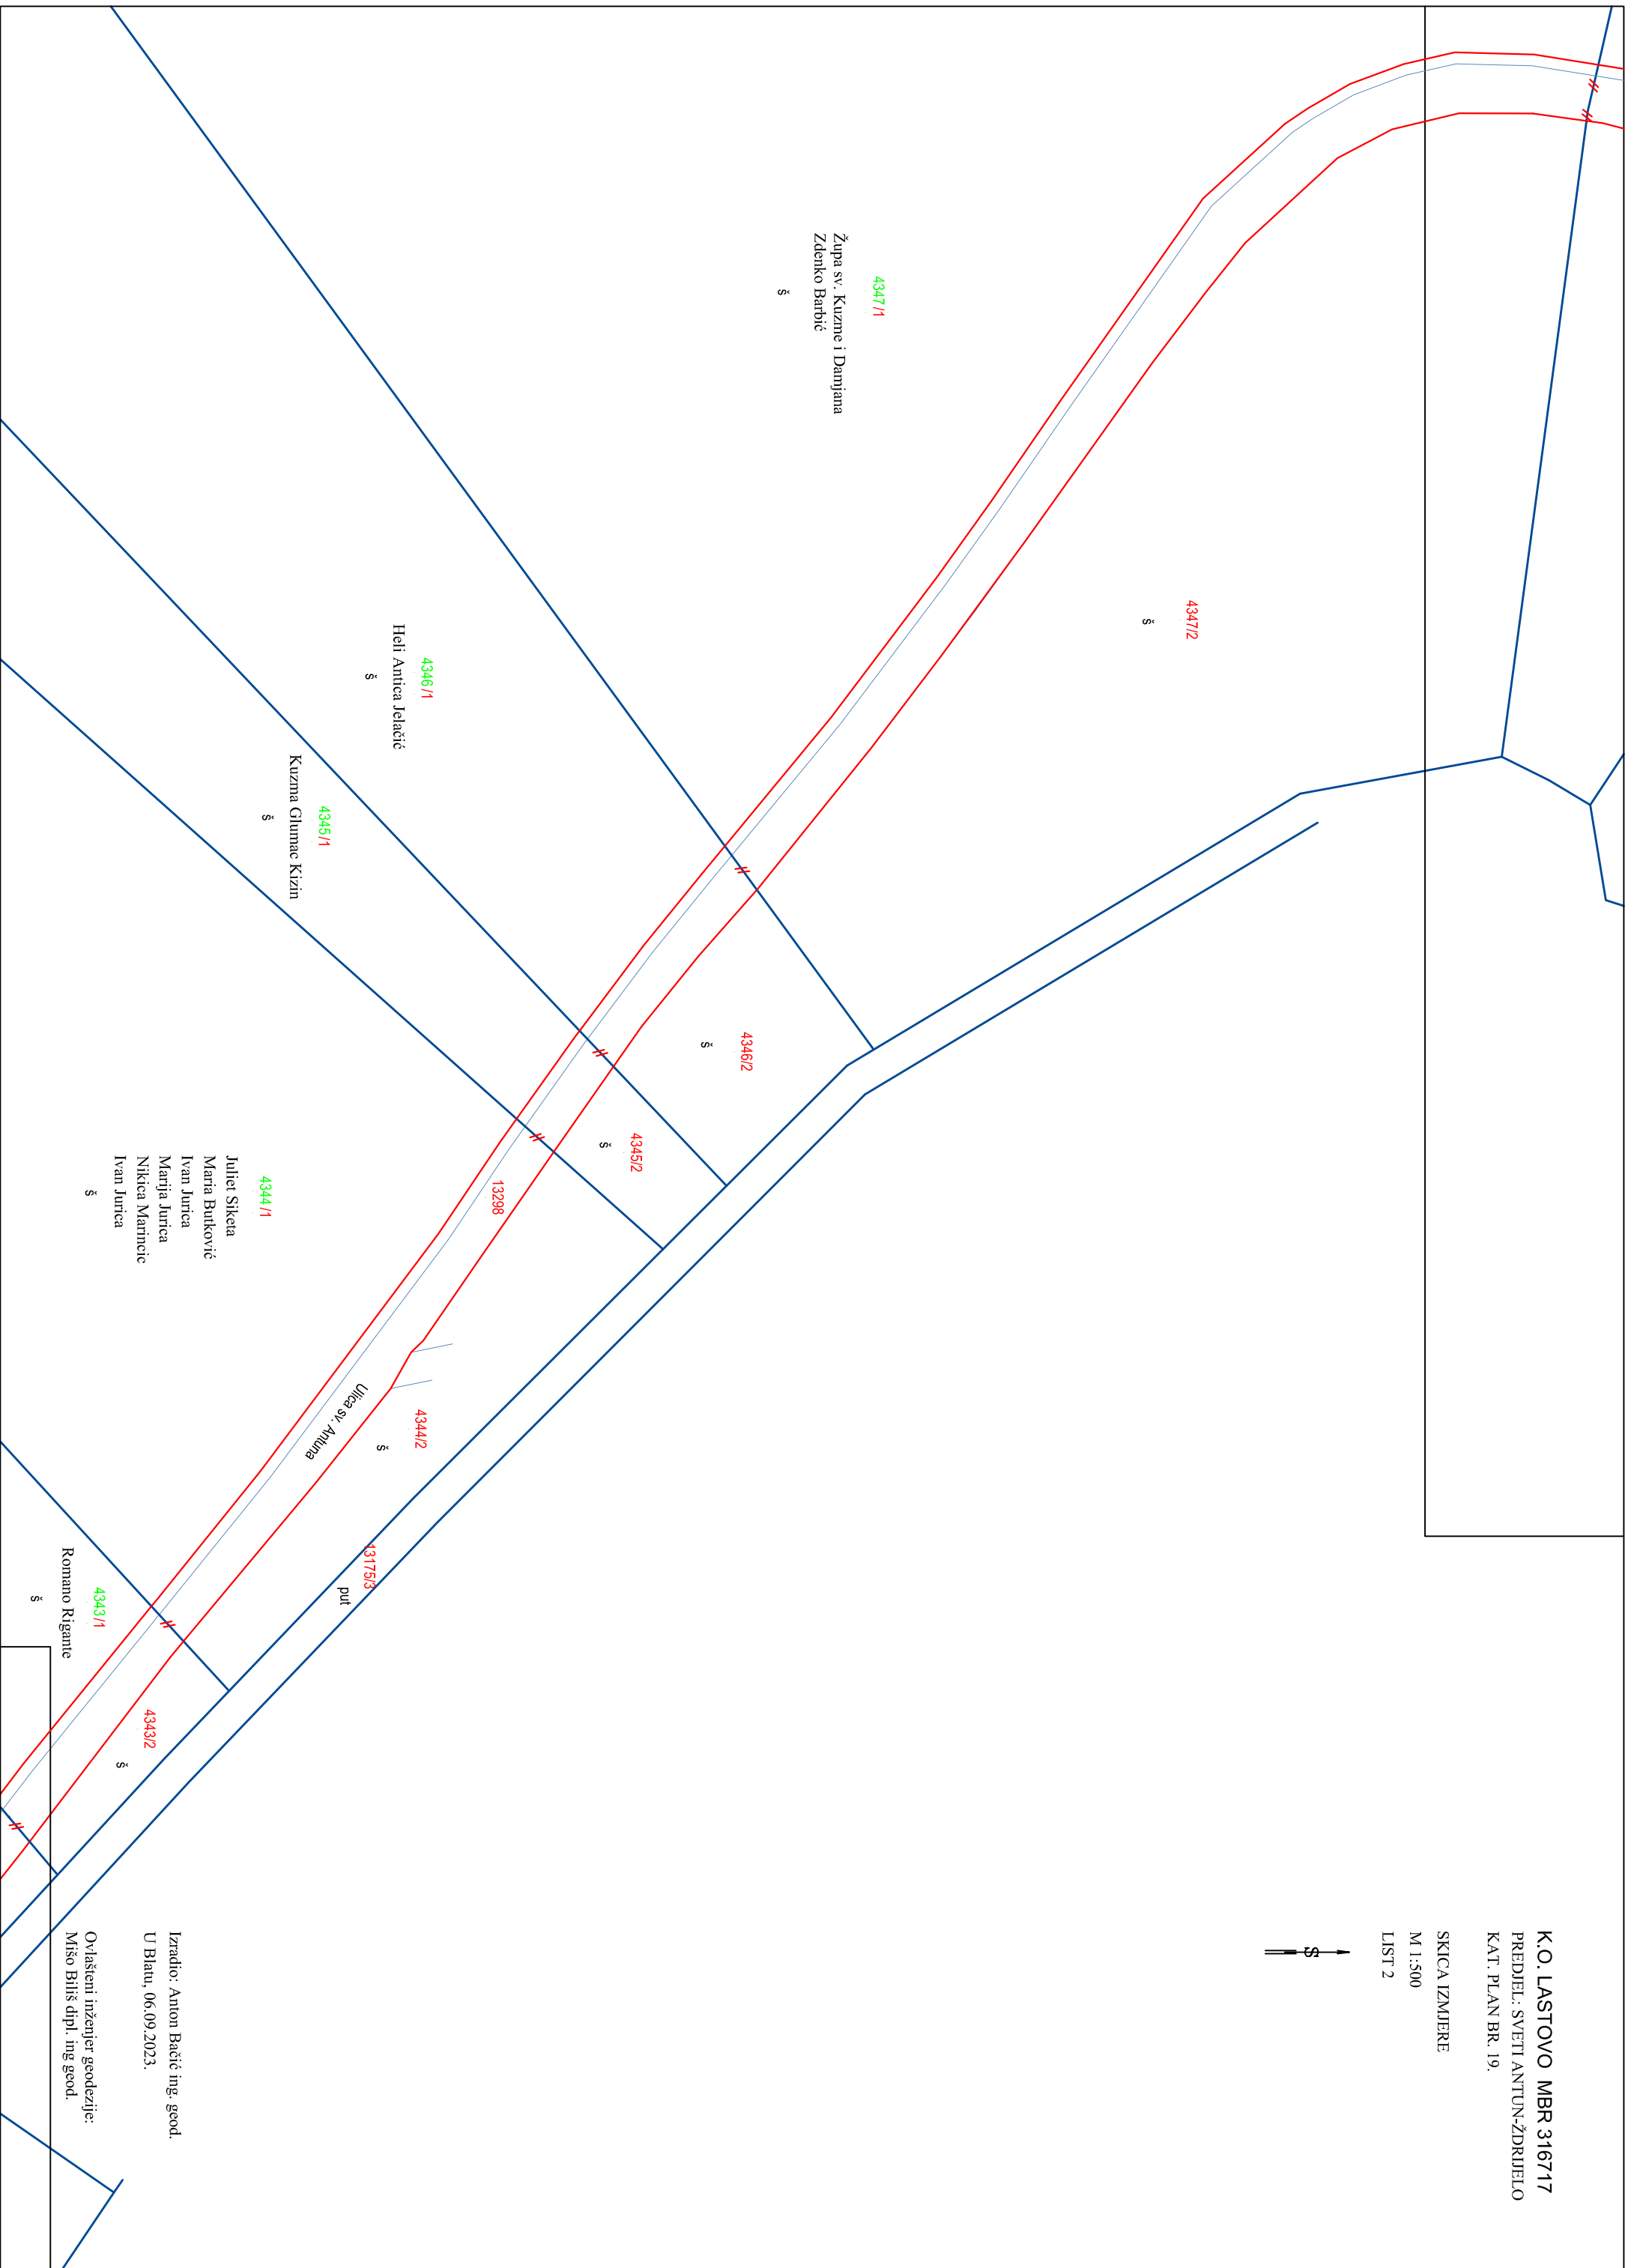 K.O. LASTOVO MBR 316717
PREDJEL: SVETI ANTUN-ŽDRIJELO
KAT. PLAN BR. 19.
SKICA IZMJERE
M 1:500
LIST 2
S
4347/1
Župa sv. Kuzme i Damjana
Zdenko Barbić
š
4347/2
š
4346/1
Heli Antica Jelačić
š
4345/1
Kuzma Glumac Kizin
š
4346/2
š
4345/2
š
13298
4344/1
Juliet Siketa
Maria Butković
Ivan Jurica
Marija Jurica
Nikica Marincic
Ivan Jurica
š
Ulica sv. Antuna
4344/2
š
13175/3
put
4343/1
Romano Rigante
š
4343/2
š
Izradio: Anton Bačić ing. geod.
U Blatu, 06.09.2023.
Ovlašteni inženjer geodezije:
Mišo Biliš dipl. ing geod.